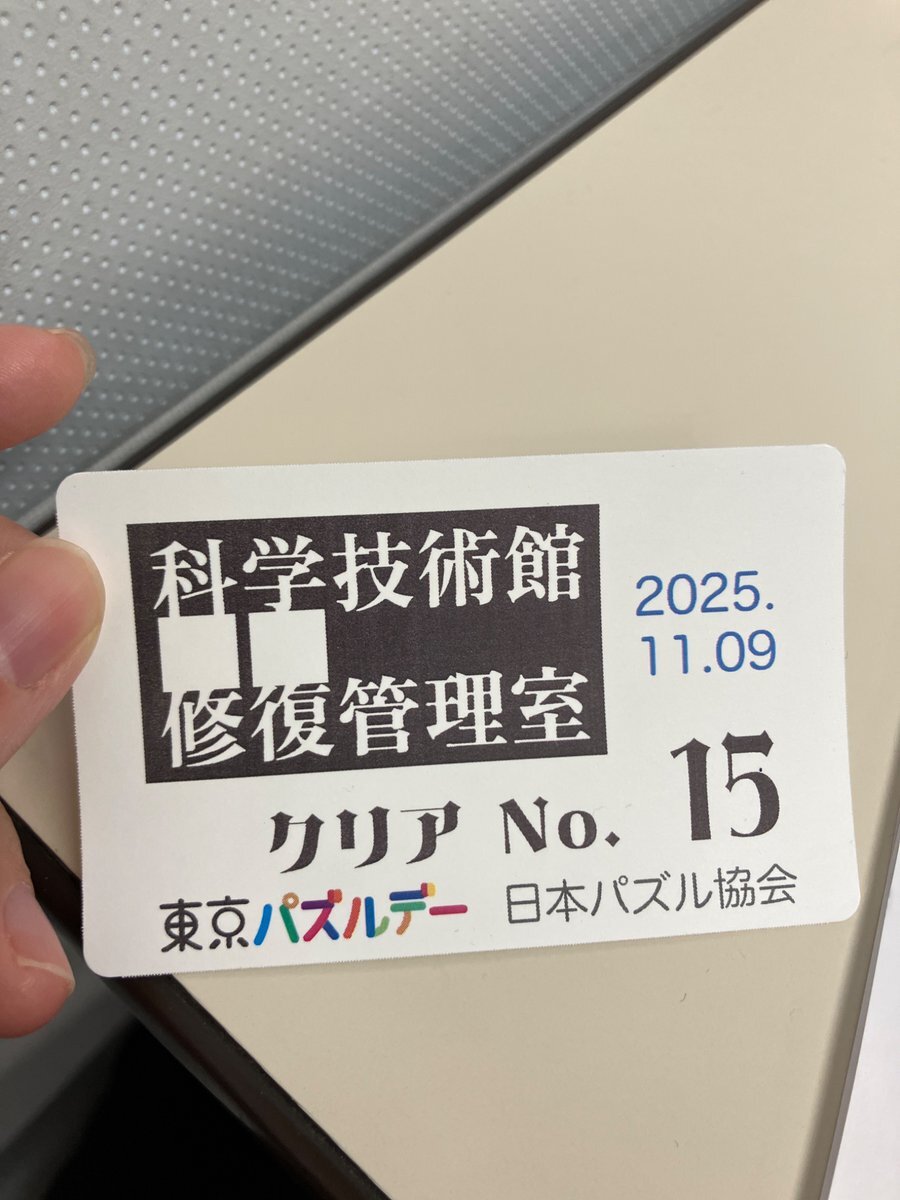 科学技術館
□□
修復管理室
2025.
11.09
クリア No. 15
東京パズルデー 日本パズル協会